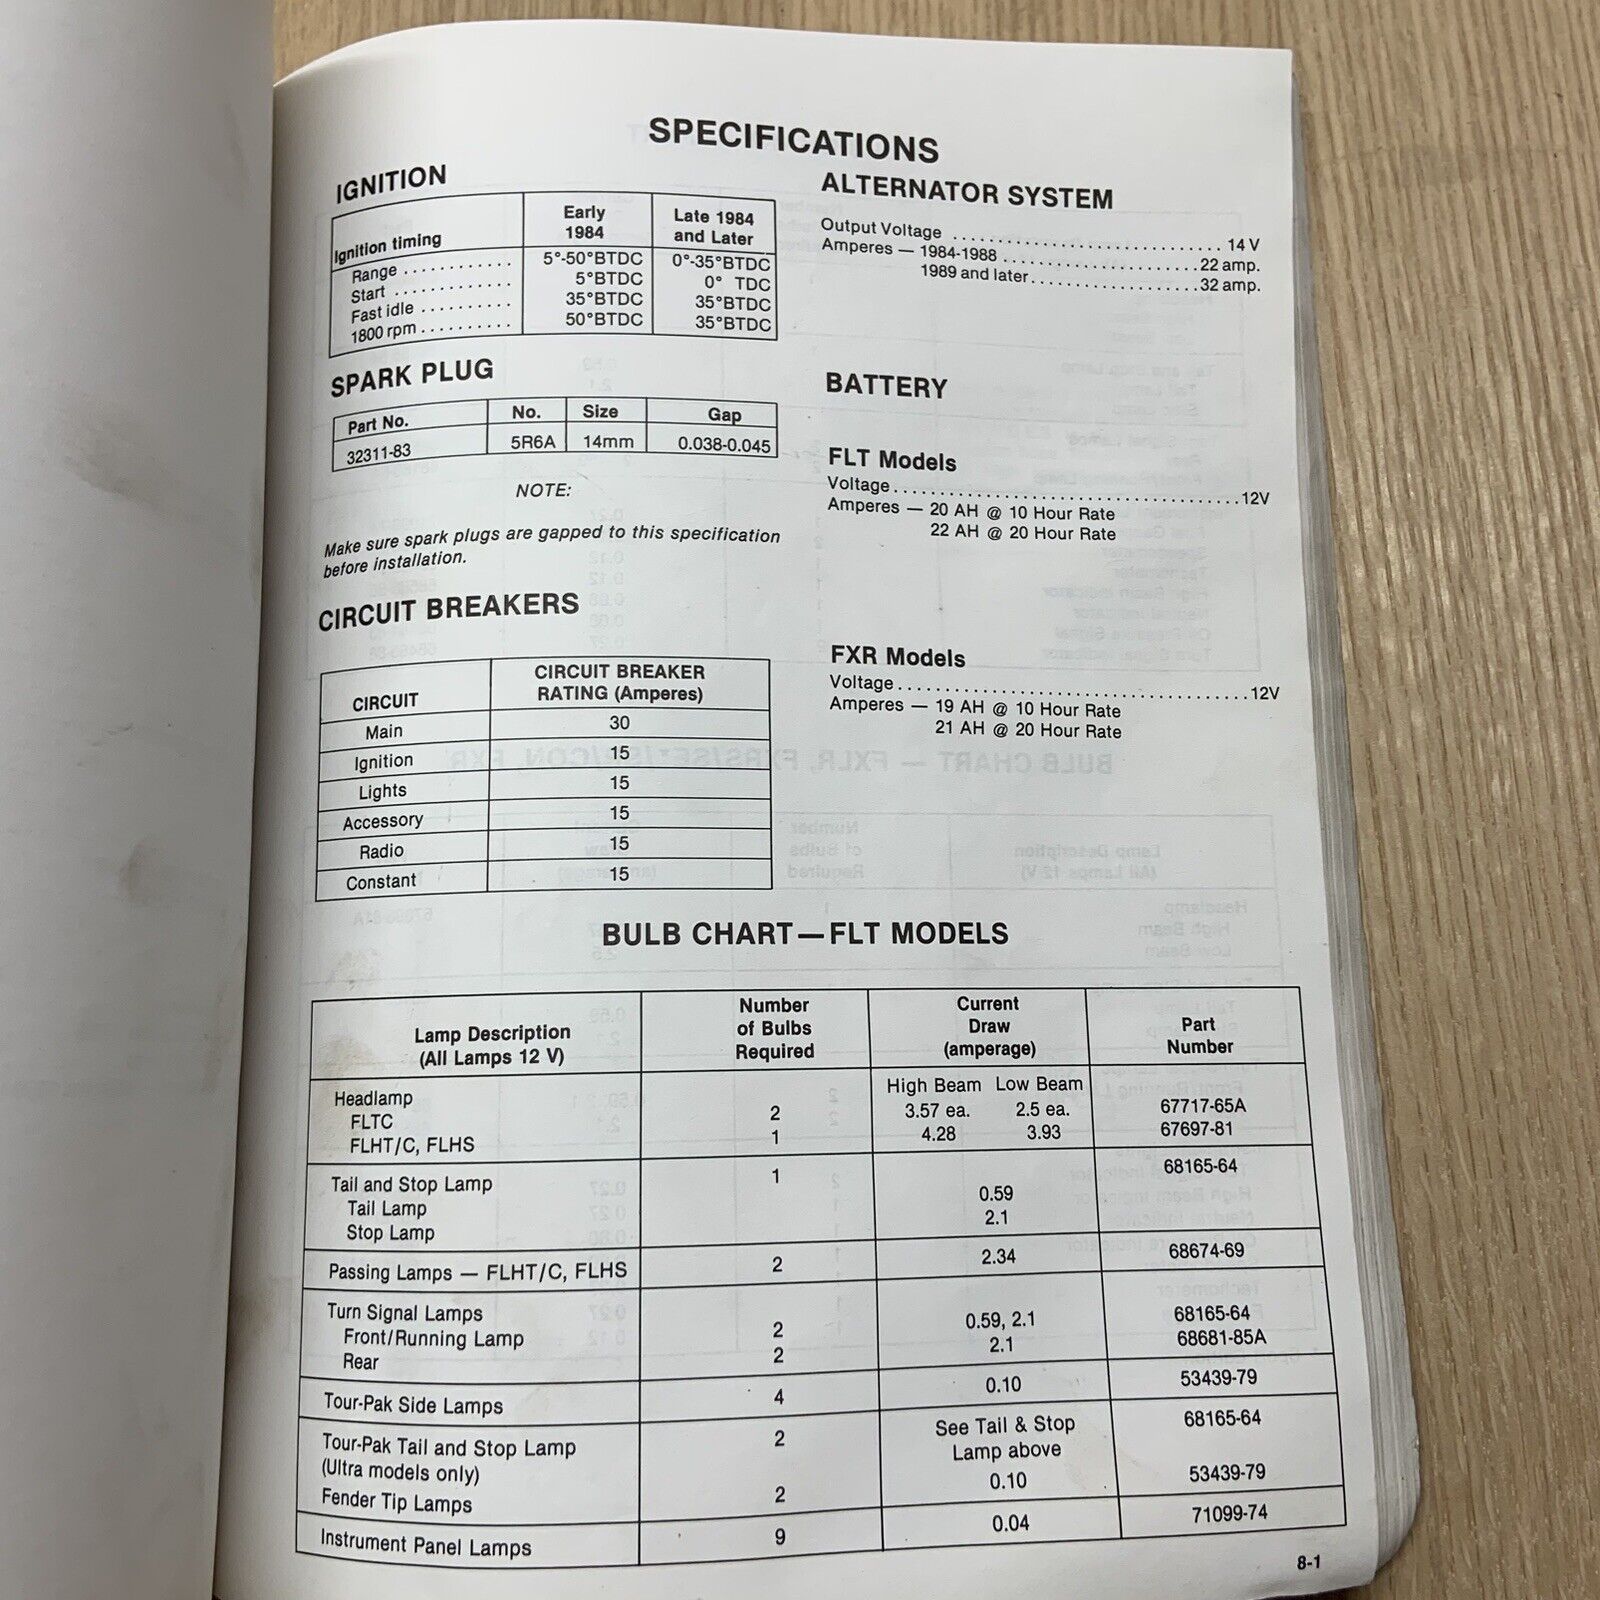 SPECIFICATIONS
IGNITION
Ignition timing Early 1984 Late 1984 and Later
Range ............ 5°-50°BTDC 0°-35°BTDC
Start ............. 5°BTDC 0° TDC
Fast idle .......... 35°BTDC 35°BTDC
1800 rpm .......... 50°BTDC 35°BTDC
SPARK PLUG
Part No. No. Size Gap
32311-83 5R6A 14mm 0.038-0.045
NOTE:
Make sure spark plugs are gapped to this specification
before installation.
CIRCUIT BREAKERS
CIRCUIT CIRCUIT BREAKER RATING (Amperes)
Main 30
Ignition 15
Lights 15
Accessory 15
Radio 15
Constant 15
ALTERNATOR SYSTEM
Output Voltage .............................. 14 V
Amperes — 1984-1988 ...................... 22 amp.
1989 and later ................... 32 amp.
BATTERY
FLT Models
Voltage ...................................... 12V
Amperes — 20 AH @ 10 Hour Rate
22 AH @ 20 Hour Rate
FXR Models
Voltage ...................................... 12V
Amperes — 19 AH @ 10 Hour Rate
21 AH @ 20 Hour Rate
BULB CHART—FLT MODELS
Lamp Description (All Lamps 12 V) Number of Bulbs Required Current Draw (amperage) Part Number
Headlamp High Beam Low Beam
FLTC 2 3.57 ea. 2.5 ea. 67717-65A
FLHT/C, FLHS 1 4.28 3.93 67697-81
Tail and Stop Lamp 1 68165-64
Tail Lamp 0.59
Stop Lamp 2.1
Passing Lamps — FLHT/C, FLHS 2 2.34 68674-69
Turn Signal Lamps
Front/Running Lamp 2 0.59, 2.1 68165-64
Rear 2 2.1 68681-85A
Tour-Pak Side Lamps 4 0.10 53439-79
Tour-Pak Tail and Stop Lamp 2 See Tail & Stop 68165-64
(Ultra models only) Lamp above
Fender Tip Lamps 2 0.10 53439-79
Instrument Panel Lamps 9 0.04 71099-74
8-1